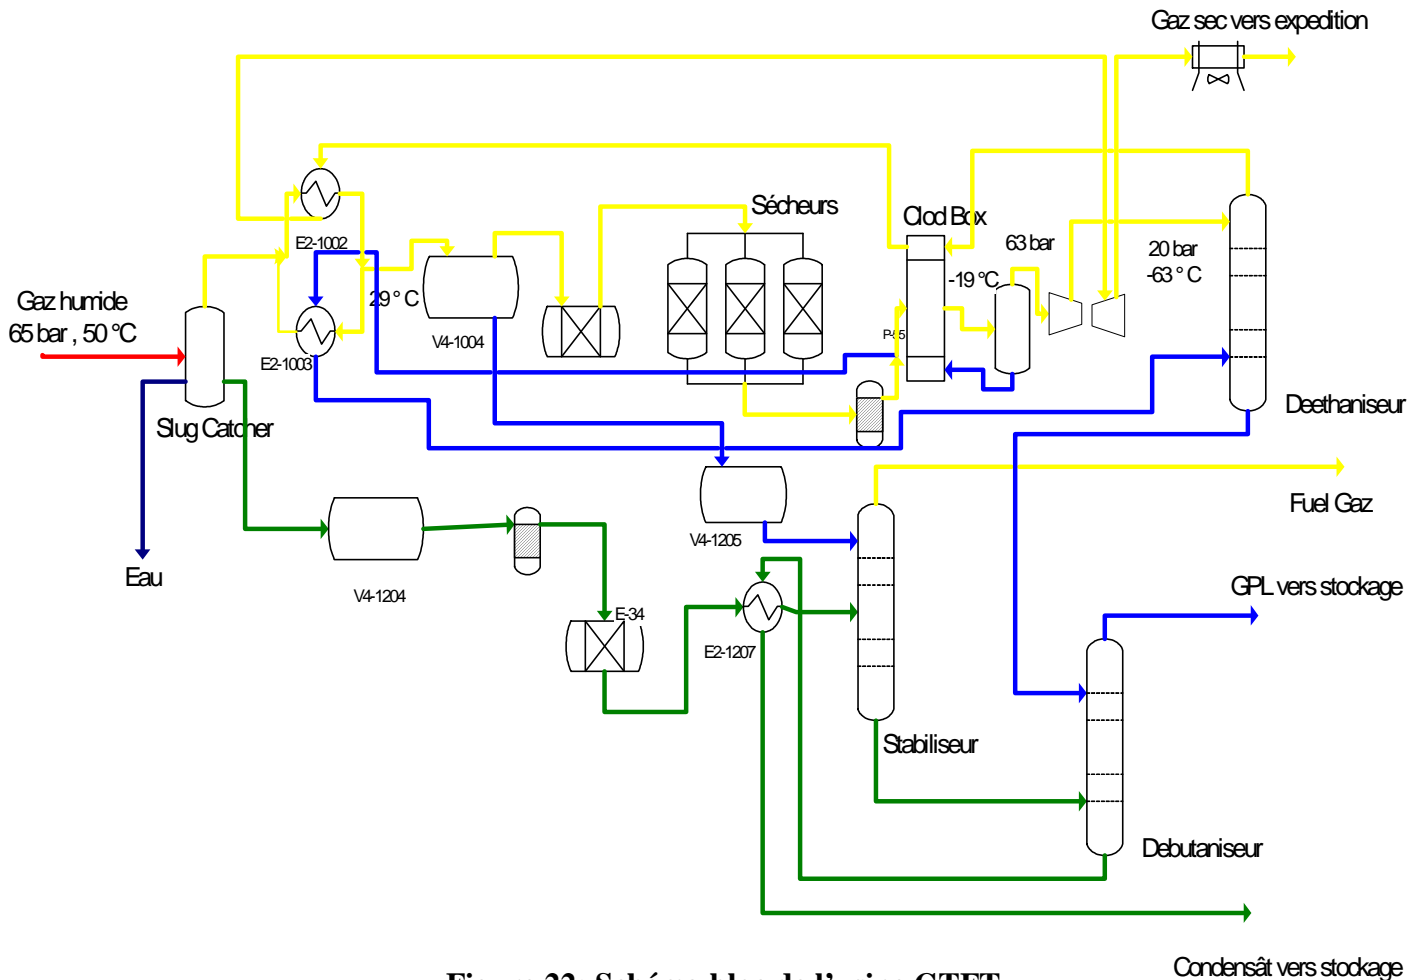 Gaz sec vers expedition
Sécheurs
Clod Box
63 bar
20 bar
-63 ° C
-19 °C
E2-1002
29 ° C
Gaz humide
65 bar , 50 °C
V4-1004
E2-1003
Slug Catcher
Deethaniseur
Fuel Gaz
V4-1205
Eau
V4-1204
E-34
GPL vers stockage
E2-1207
Stabiliseur
Debutaniseur
Condensât vers stockage